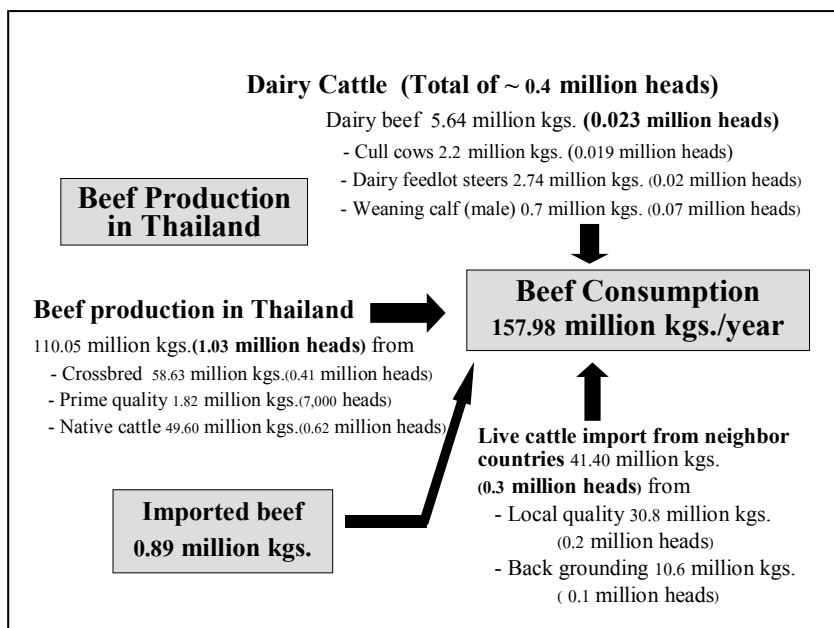 Dairy Cattle (Total of ~ 0.4 million heads)
Dairy beef 5.64 million kgs. (0.023 million heads)
- Cull cows 2.2 million kgs. (0.019 million heads)
- Dairy feedlot steers 2.74 million kgs. (0.02 million heads)
- Weaning calf (male) 0.7 million kgs. (0.07 million heads)
Beef Production
in Thailand
Beef Consumption
157.98 million kgs./year
Beef production in Thailand
110.05 million kgs.(1.03 million heads) from
- Crossbred 58.63 million kgs.(0.41 million heads)
- Prime quality 1.82 million kgs.(7,000 heads)
- Native cattle 49.60 million kgs.(0.62 million heads)
Live cattle import from neighbor
countries 41.40 million kgs.
(0.3 million heads) from
- Local quality 30.8 million kgs.
(0.2 million heads)
- Back grounding 10.6 million kgs.
( 0.1 million heads)
Imported beef
0.89 million kgs.